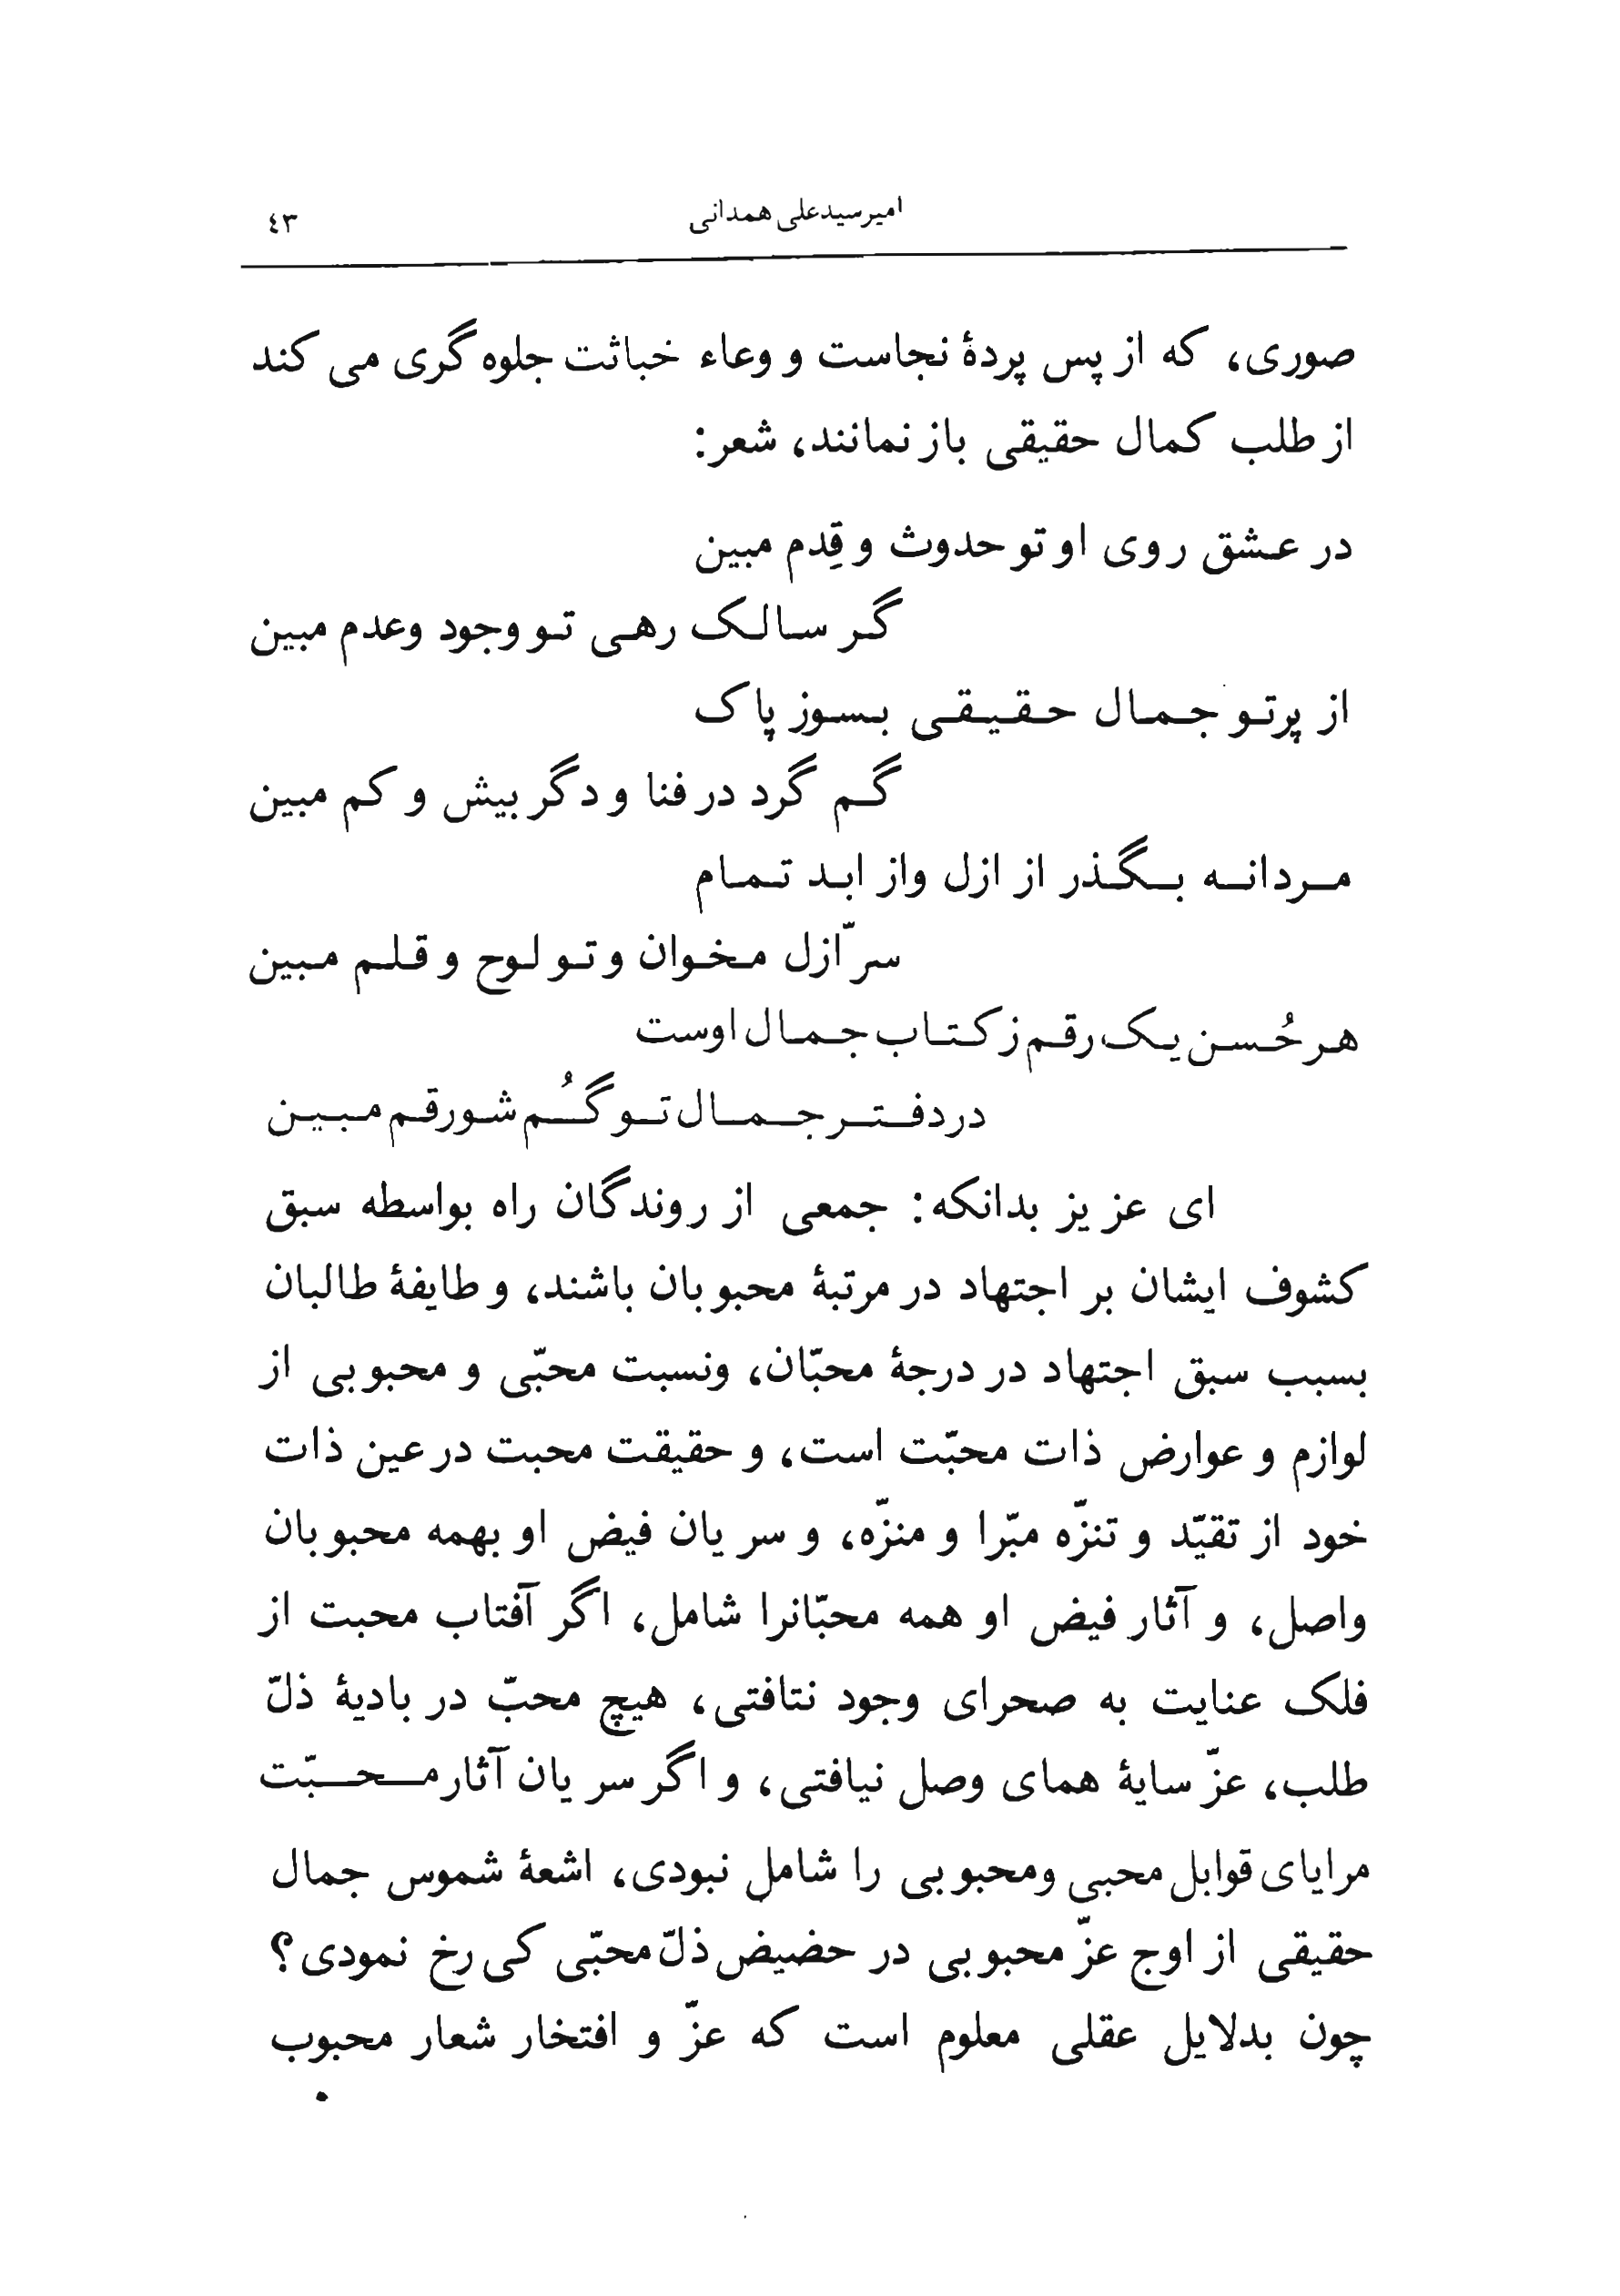 امیرسیدعلی همدانی
٤٣
صوری، که از پس پردهٔ نجاست و وعاء خباثت جلوه گری می کند
از طلب کمال حقیقی باز نمانند، شعر:
در عشق روی او تو حدوث و قِدم مبین
گر سالک رهی تو وجود وعدم مبین
از پرتو جمال حقیقی بسوز پاک
گم گرد در فنا و دگر بیش و کم مبین
مردانه بگذر از ازل واز ابد تمام
سرّ ازل مخوان و تو لوح و قلم مبین
هر حُسن یک رقم ز کتاب جمال اوست
در دفتر جمال تو گُم شو رقم مبین
ای عزیز بدانکه: جمعی از روندگان راه بواسطه سبق
کشوف ایشان بر اجتهاد در مرتبهٔ محبوبان باشند، و طایفهٔ طالبان
بسبب سبق اجتهاد در درجهٔ محبّان، ونسبت محبّی و محبوبی از
لوازم و عوارض ذات محبّت است، و حقیقت محبت در عین ذات
خود از تقیّد و تنزّه مبّرا و منزّه، و سریان فیض او بهمه محبوبان
واصل، و آثار فیض او همه محبّانرا شامل، اگر آفتاب محبت از
فلک عنایت به صحرای وجود نتافتی، هیچ محبّ در بادیهٔ ذلّ
طلب، عزّ سایهٔ همای وصل نیافتی، و اگر سریان آثار محبّت
مرایای قوابل محبی ومحبوبی را شامل نبودی، اشعهٔ شموس جمال
حقیقی از اوج عزّ محبوبی در حضیض ذلّ محبّی کی رخ نمودی؟
چون بدلایل عقلی معلوم است که عزّ و افتخار شعار محبوب